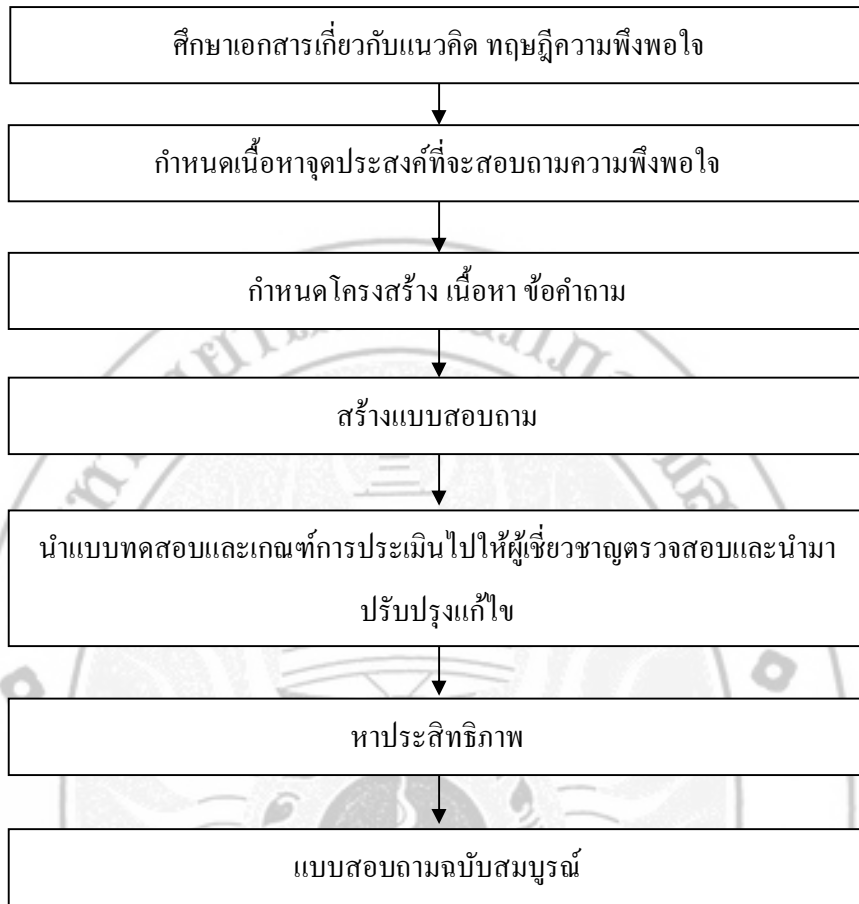 ศึกษาเอกสารเกี่ยวกับแนวคิด ทฤษฎีความพึงพอใจ
กำหนดเนื้อหาจุดประสงค์ที่จะสอบถามความพึงพอใจ
กำหนดโครงสร้าง เนื้อหา ข้อคำถาม
สร้างแบบสอบถาม
นำแบบทดสอบและเกณฑ์การประเมินไปให้ผู้เชี่ยวชาญตรวจสอบและนำมา
ปรับปรุงแก้ไข
หาประสิทธิภาพ
แบบสอบถามฉบับสมบูรณ์